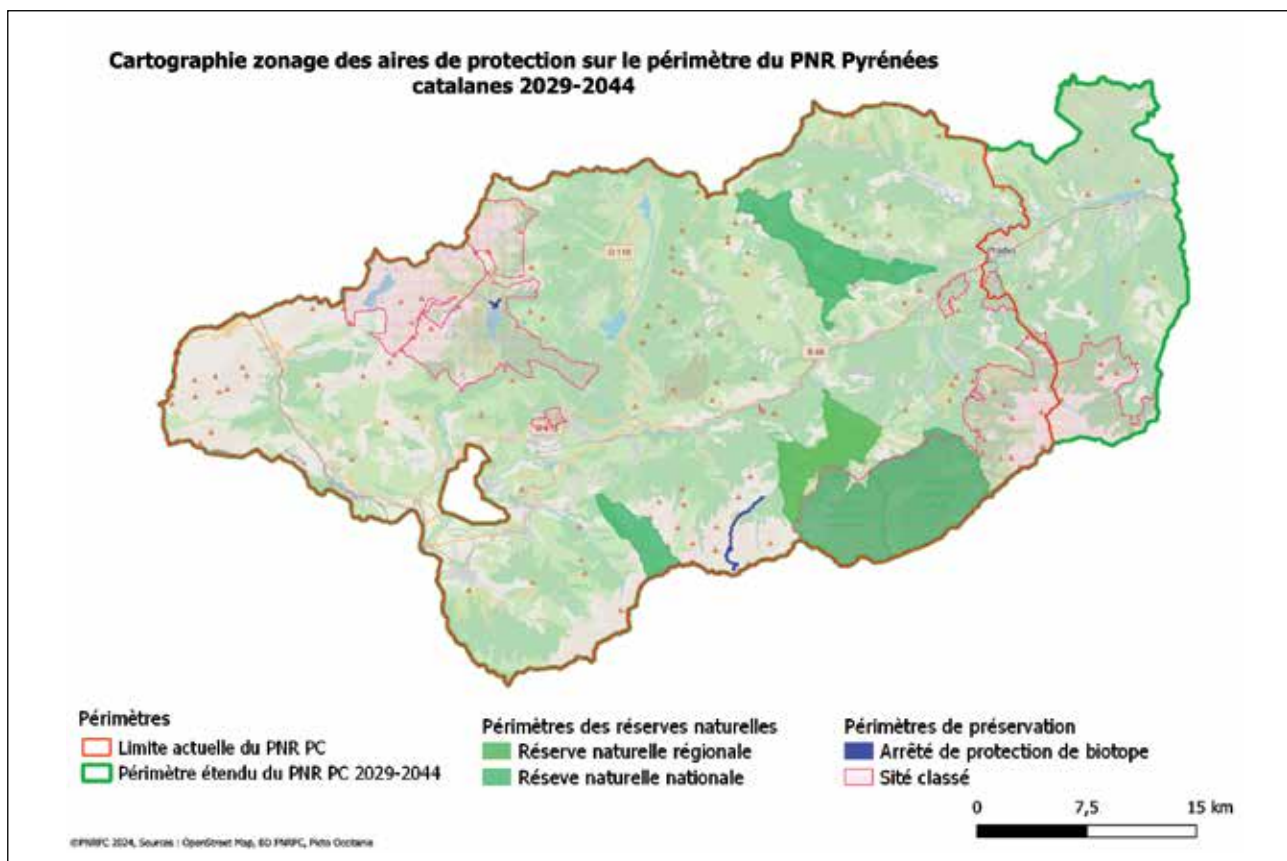 Cartographie zonage des aires de protection sur le périmètre du PNR Pyrénées
catalanes 2029-2044
Prades
Périmètres
Limite actuelle du PNR PC
Périmètre étendu du PNR PC 2029-2044
Périmètres des réserves naturelles
Réserve naturelle régionale
Réseve naturelle nationale
Périmètres de préservation
Arrêté de protection de biotope
Sité classé
0 7,5 15 km
©PNRPC 2024, Sources : OpenStreet Map, BD PNRPC, Picto Occitanie